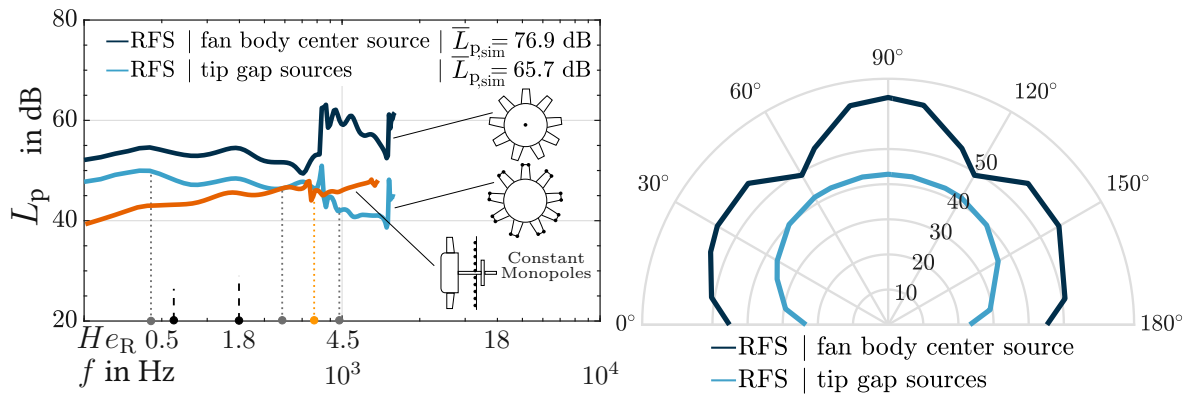 80
RFS | fan body center source | L̅p,sim= 76.9 dB
RFS | tip gap sources | L̅p,sim= 65.7 dB
60
40
20
Lp in dB
Constant
Monopoles
HeR 0.5 1.8 4.5 18
f in Hz 10³ 10⁴
90°
60° 120°
30° 150°
0° 180°
50
40
30
20
10
RFS | fan body center source
RFS | tip gap sources